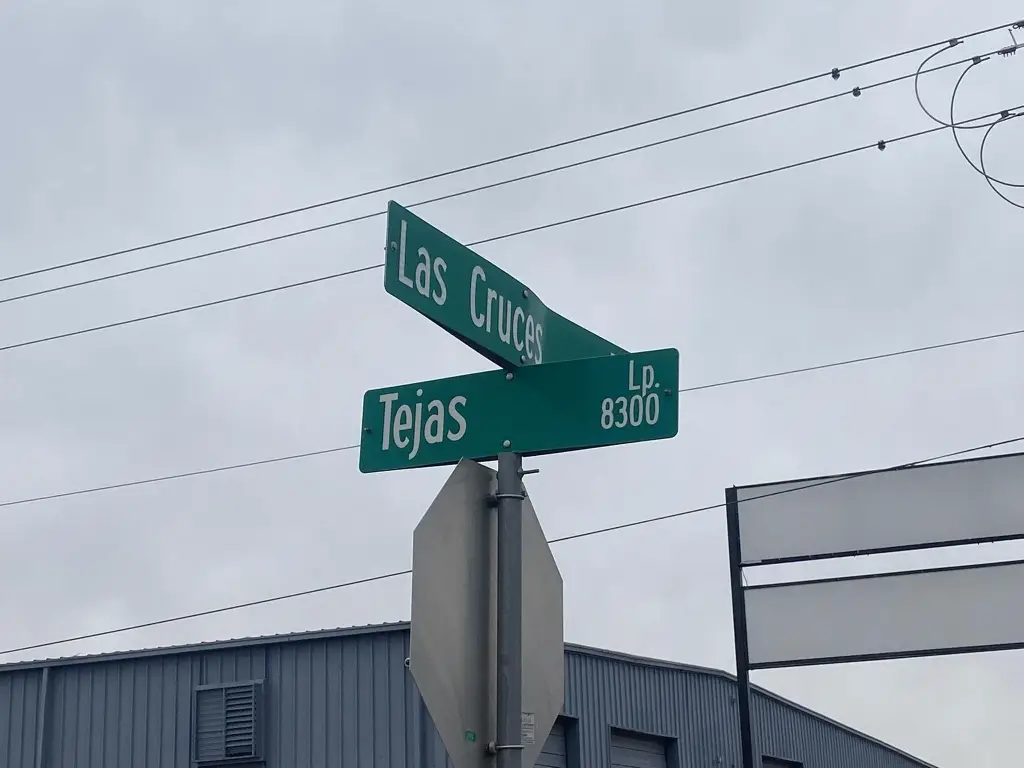 Las Cruces
Tejas Lp.
8300